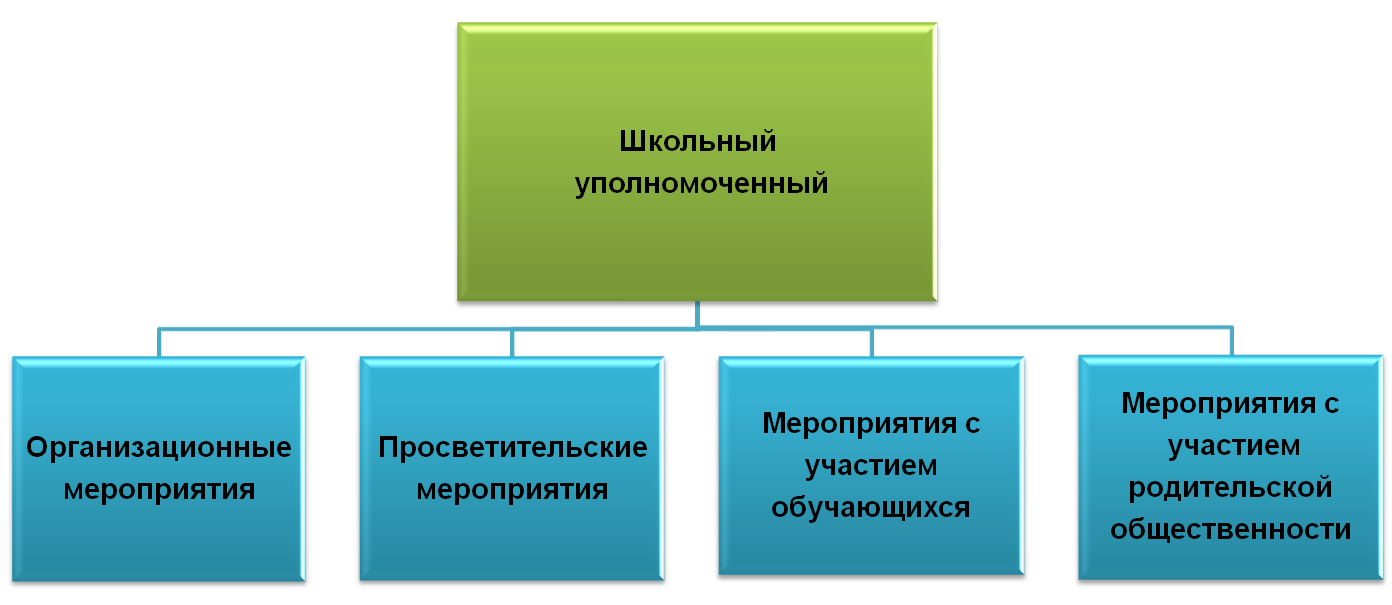 Школьный
уполномоченный
Организационные
мероприятия
Просветительские
мероприятия
Мероприятия с
участием
обучающихся
Мероприятия с
участием
родительской
общественности